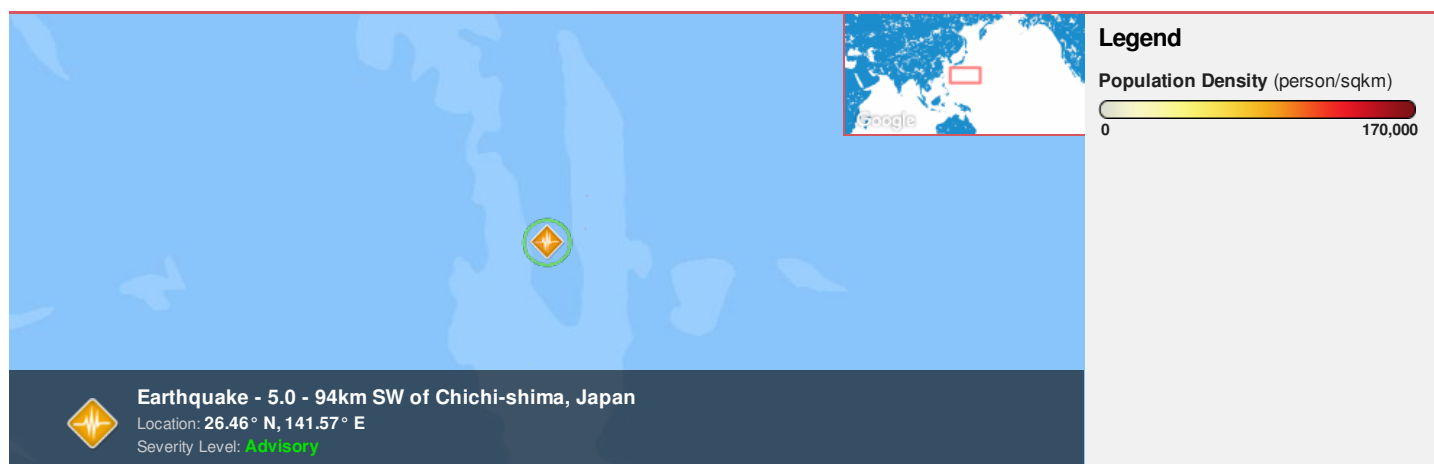 Google
Legend
Population Density (person/sqkm)
0 170,000
Earthquake - 5.0 - 94km SW of Chichi-shima, Japan
Location: 26.46° N, 141.57° E
Severity Level: Advisory